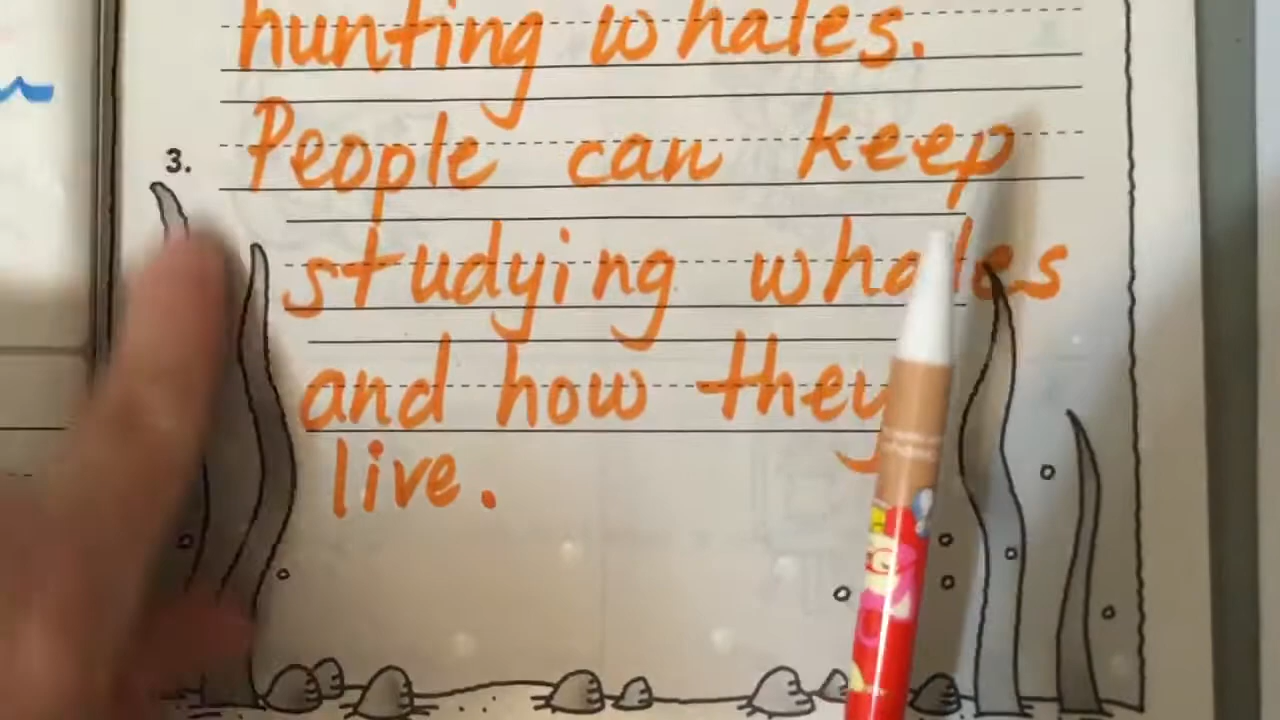 hunting whales.
3. People can keep
studying whales
and how they
live.